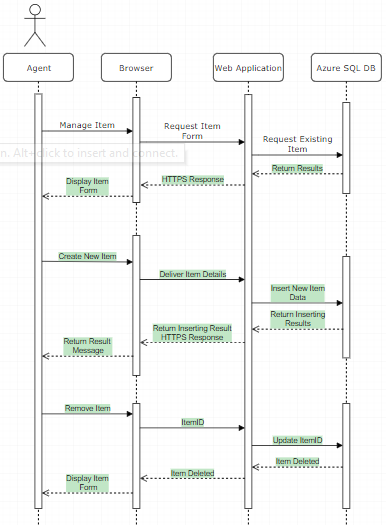 Agent
Browser
Web Application
Azure SQL DB
Manage Item
Request Item
Form
Request Existing
Item
n. Alt+click to insert and connect.
Return Results
HTTPS Response
Display Item
Form
Create New Item
Deliver Item Details
Insert New Item
Data
Return Inserting
Results
Return Inserting Result
HTTPS Response
Return Result
Message
Remove Item
ItemID
Update ItemID
Item Deleted
Item Deleted
Display Item
Form